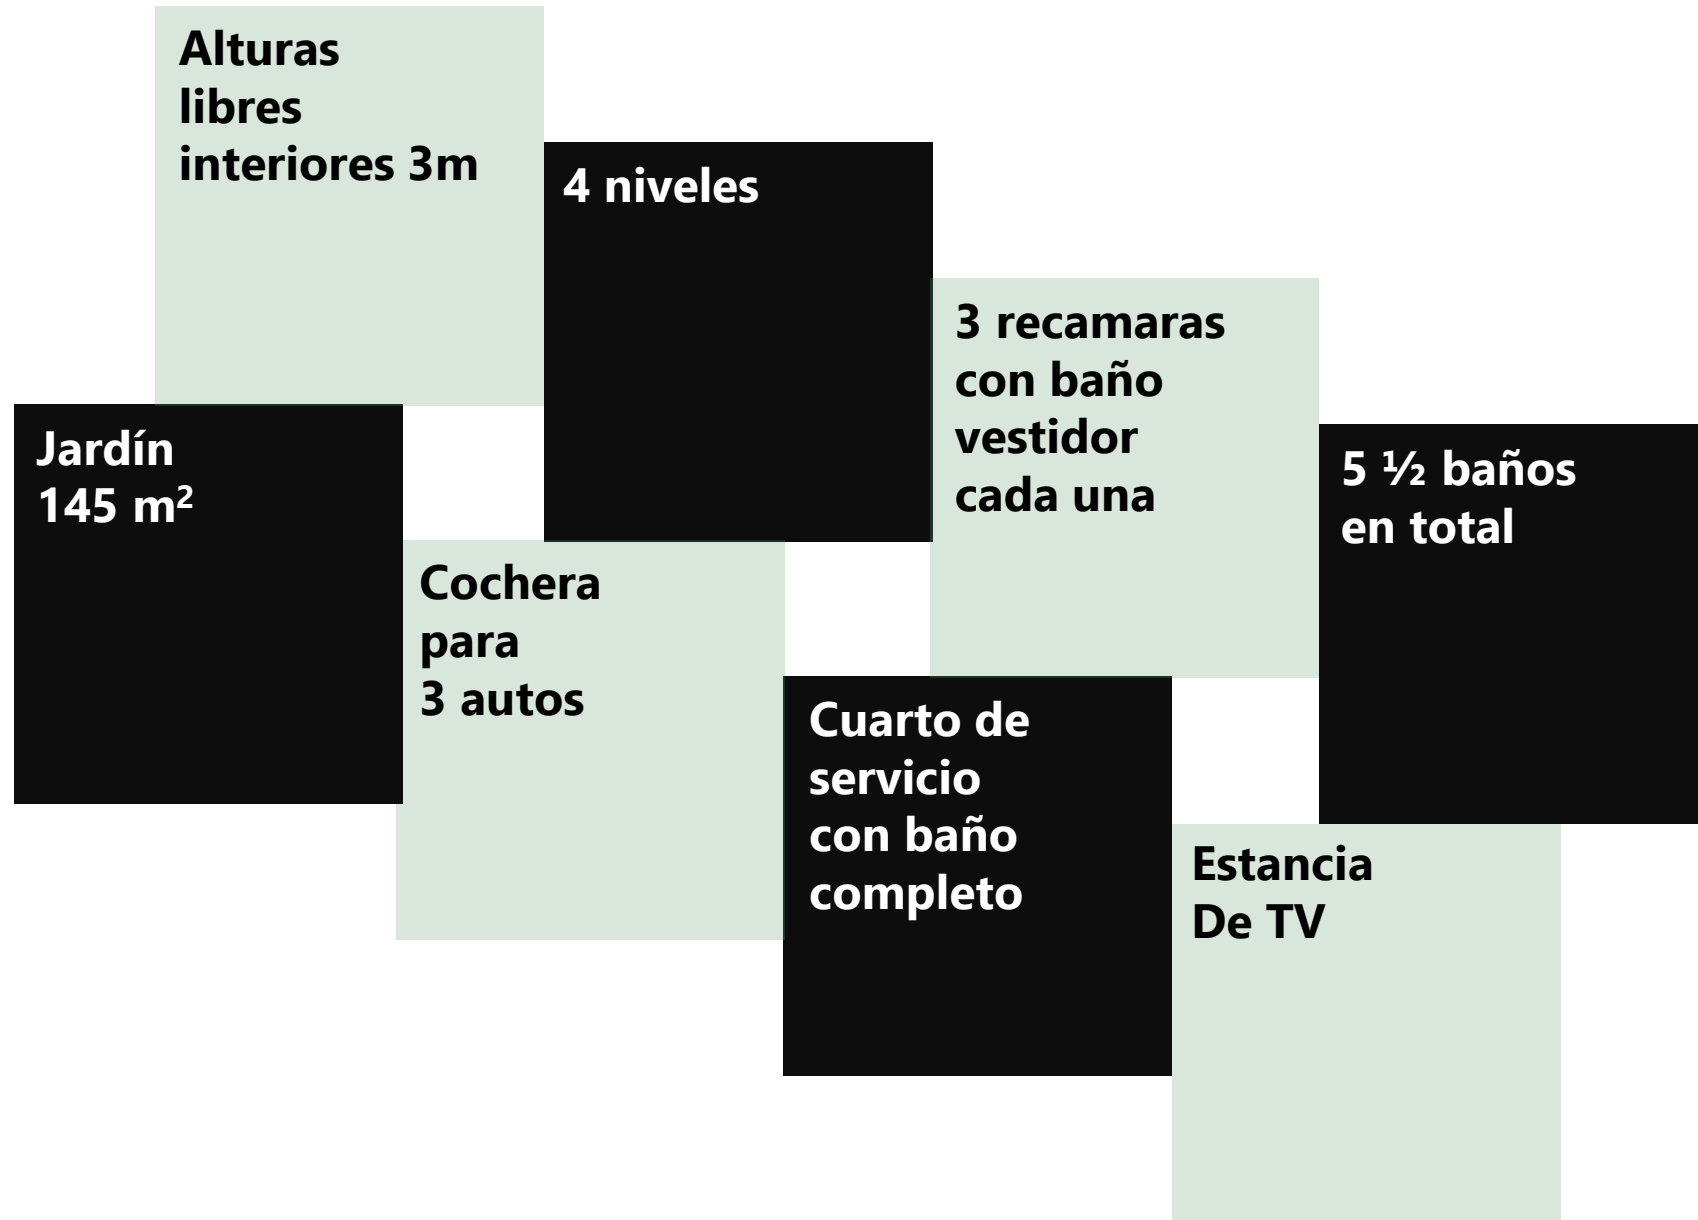 Alturas
libres
interiores 3m
4 niveles
3 recamaras
con baño
vestidor
cada una
5 ½ baños
en total
Jardín
145 m²
Cochera
para
3 autos
Cuarto de
servicio
con baño
completo
Estancia
De TV